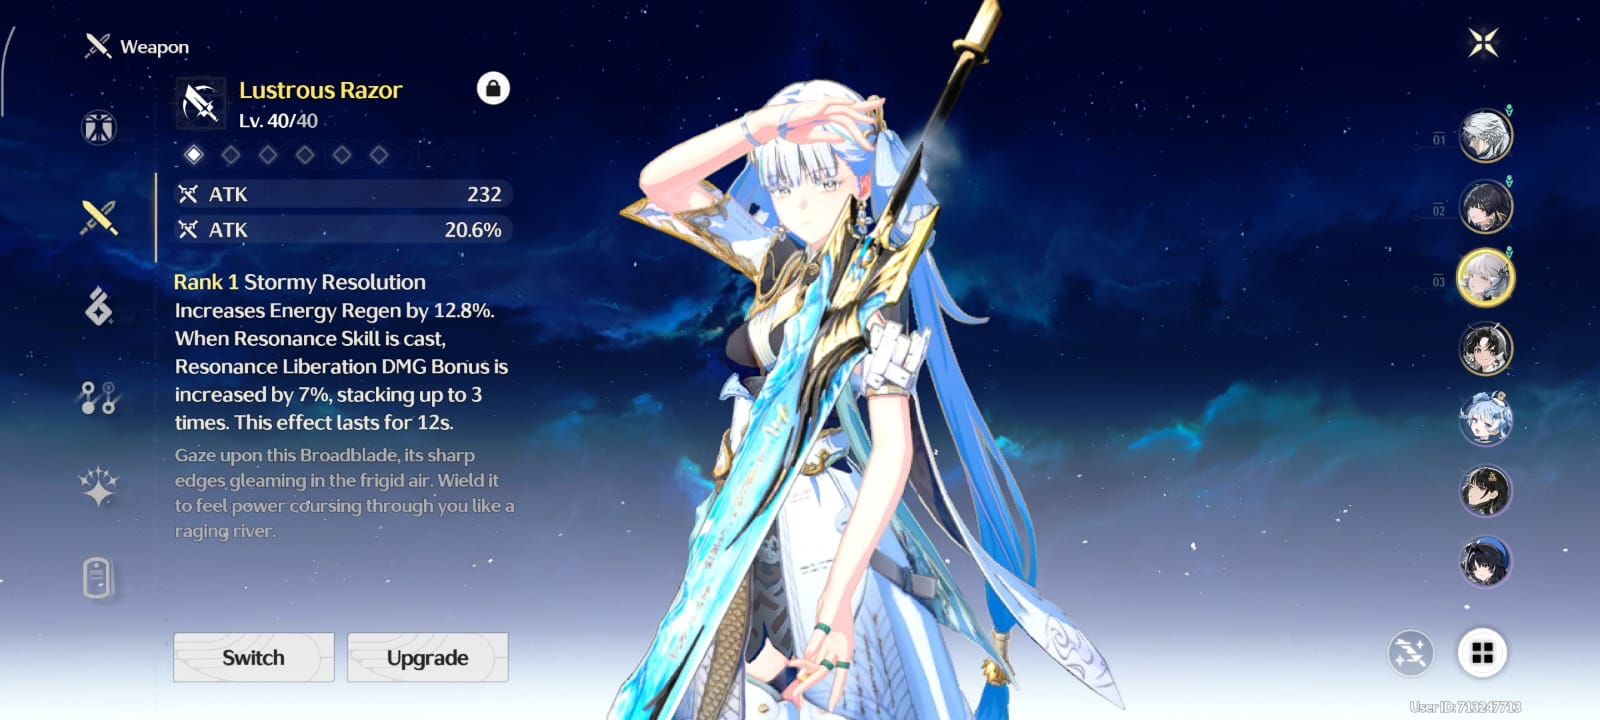 Weapon
Lustrous Razor
Lv. 40/40
ATK 232
ATK 20.6%
Rank 1 Stormy Resolution
Increases Energy Regen by 12.8%.
When Resonance Skill is cast,
Resonance Liberation DMG Bonus is
increased by 7%, stacking up to 3
times. This effect lasts for 12s.
Gaze upon this Broadblade, its sharp
edges gleaming in the frigid air. Wield it
to feel power coursing through you like a
raging river.
Switch
Upgrade
01
02
03
User ID:713247713